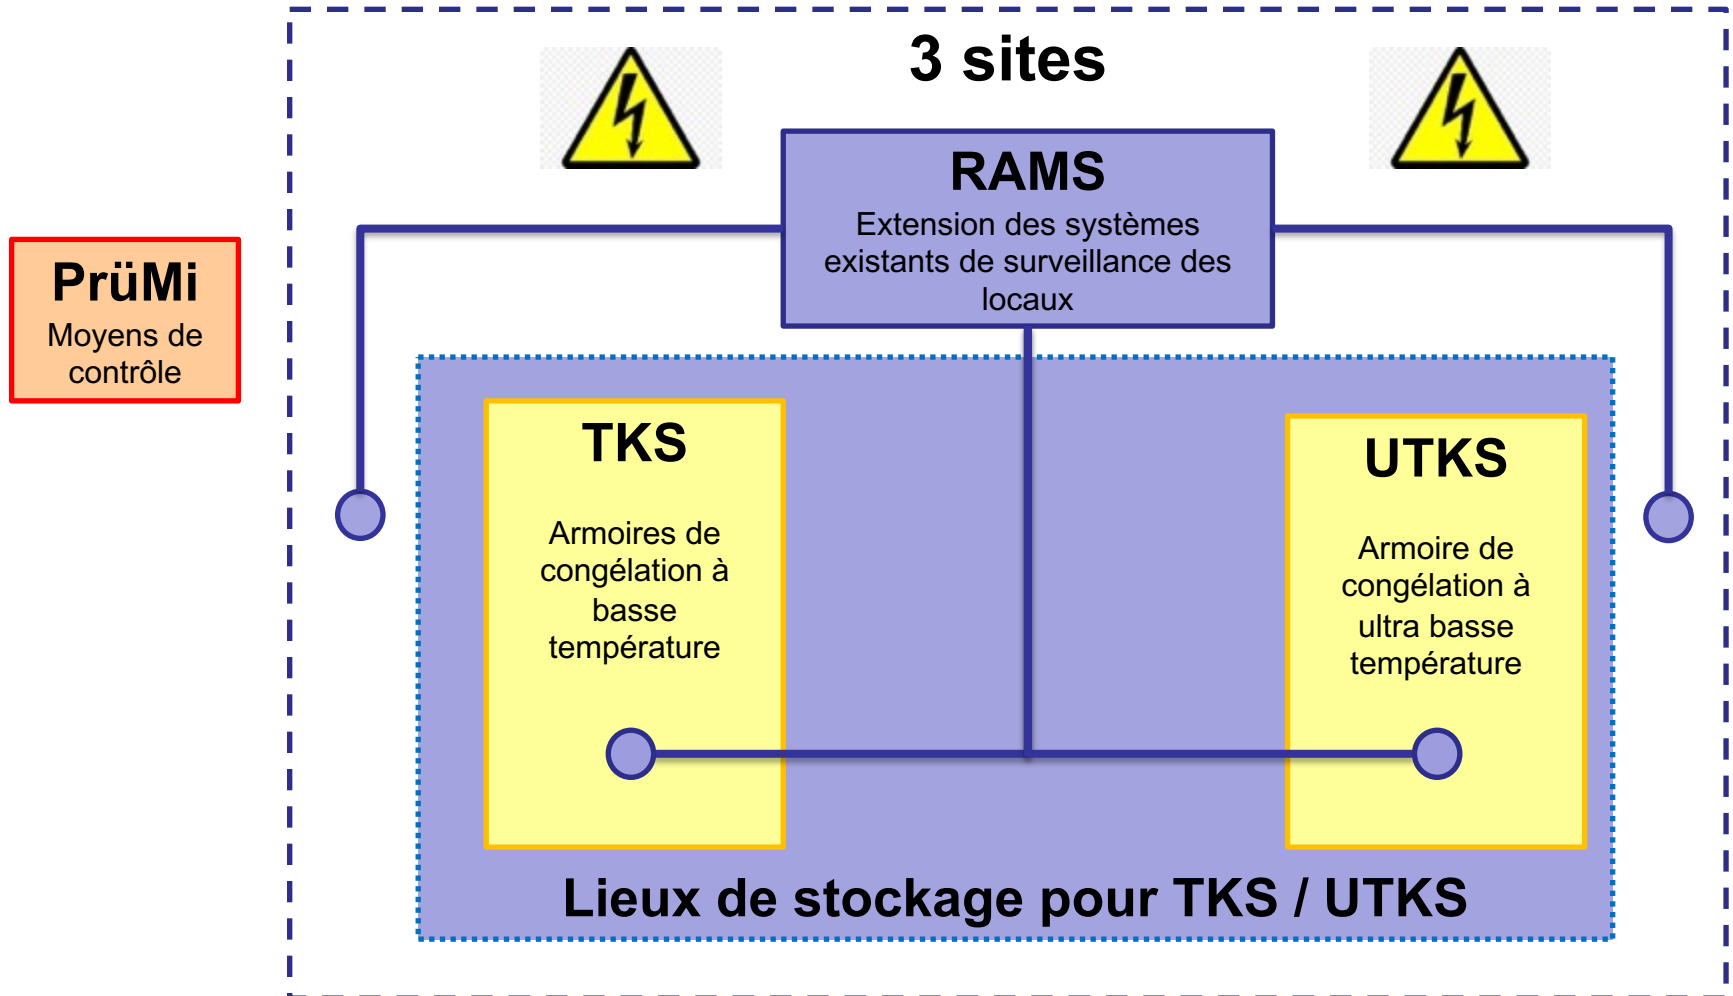 3 sites
RAMS
Extension des systèmes
existants de surveillance des
locaux
PrüMi
Moyens de
contrôle
TKS
Armoires de
congélation à
basse
température
UTKS
Armoire de
congélation à
ultra basse
température
Lieux de stockage pour TKS / UTKS